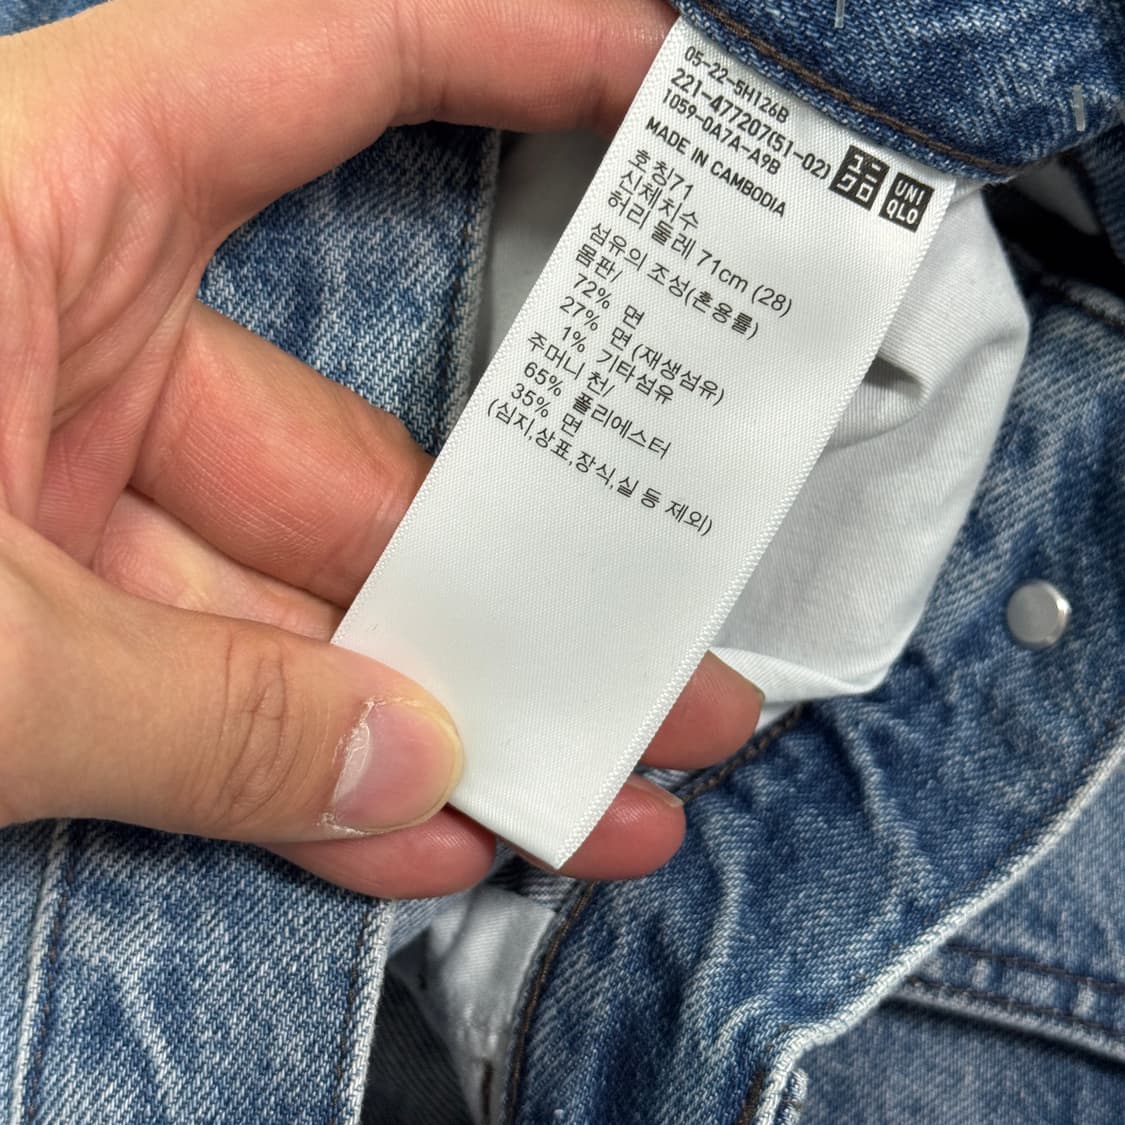 05-22-5H126B
221-477207(51-02)
1059-0A7A-A9B
MADE IN CAMBODIA
ユニ
クロ
UNI
QLO
호칭71
신체치수
허리 둘레 71cm (28)
섬유의 조성(혼용률)
몸판/
72% 면
27% 면(재생섬유)
1% 기타섬유
주머니 천/
65% 폴리에스터
35% 면
(심지,상표,장식,실 등 제외)